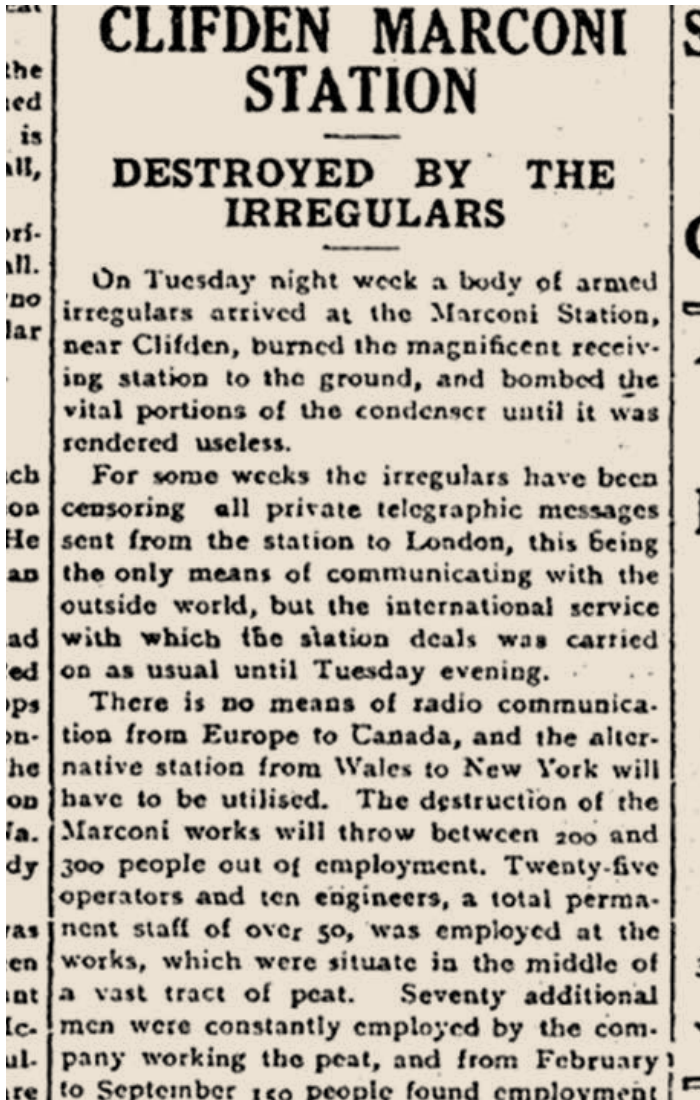 CLIFDEN MARCONI
STATION
DESTROYED BY THE
IRREGULARS
On Tuesday night week a body of armed
irregulars arrived at the Marconi Station,
near Clifden, burned the magnificent receiv-
ing station to the ground, and bombed the
vital portions of the condenser until it was
rendered useless.
For some weeks the irregulars have been
censoring all private telegraphic messages
sent from the station to London, this being
the only means of communicating with the
outside world, but the international service
with which the station deals was carried
on as usual until Tuesday evening.
There is no means of radio communica-
tion from Europe to Canada, and the alter-
native station from Wales to New York will
have to be utilised. The destruction of the
Marconi works will throw between 200 and
300 people out of employment. Twenty-five
operators and ten engineers, a total perma-
nent staff of over 50, was employed at the
works, which were situate in the middle of
a vast tract of peat. Seventy additional
men were constantly employed by the com-
pany working the peat, and from February
to September 150 people found employment